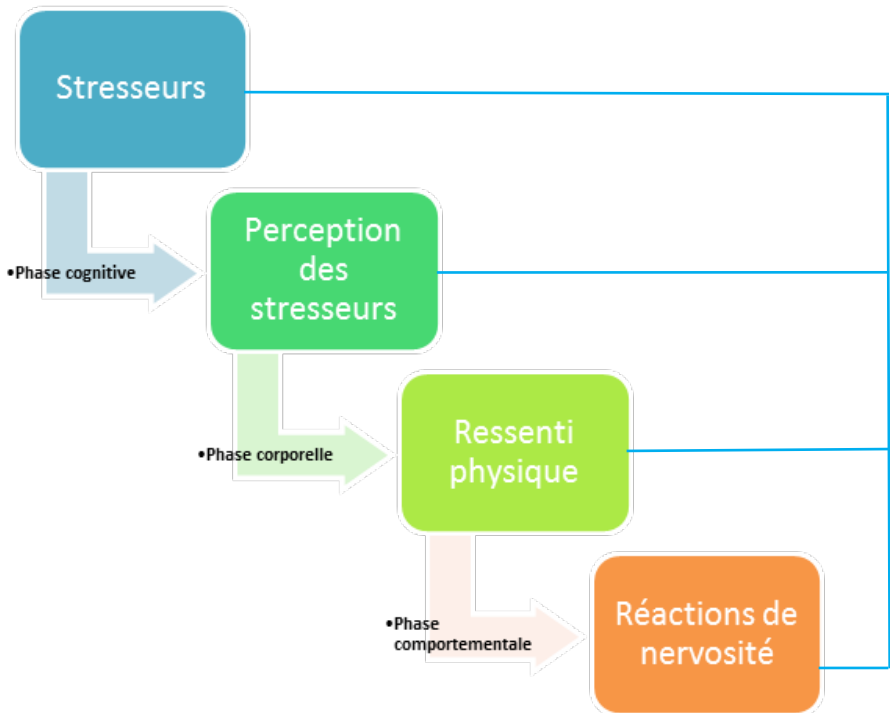 Stresseurs
•Phase cognitive
Perception
des
stresseurs
•Phase corporelle
Ressenti
physique
•Phase
comportementale
Réactions de
nervosité